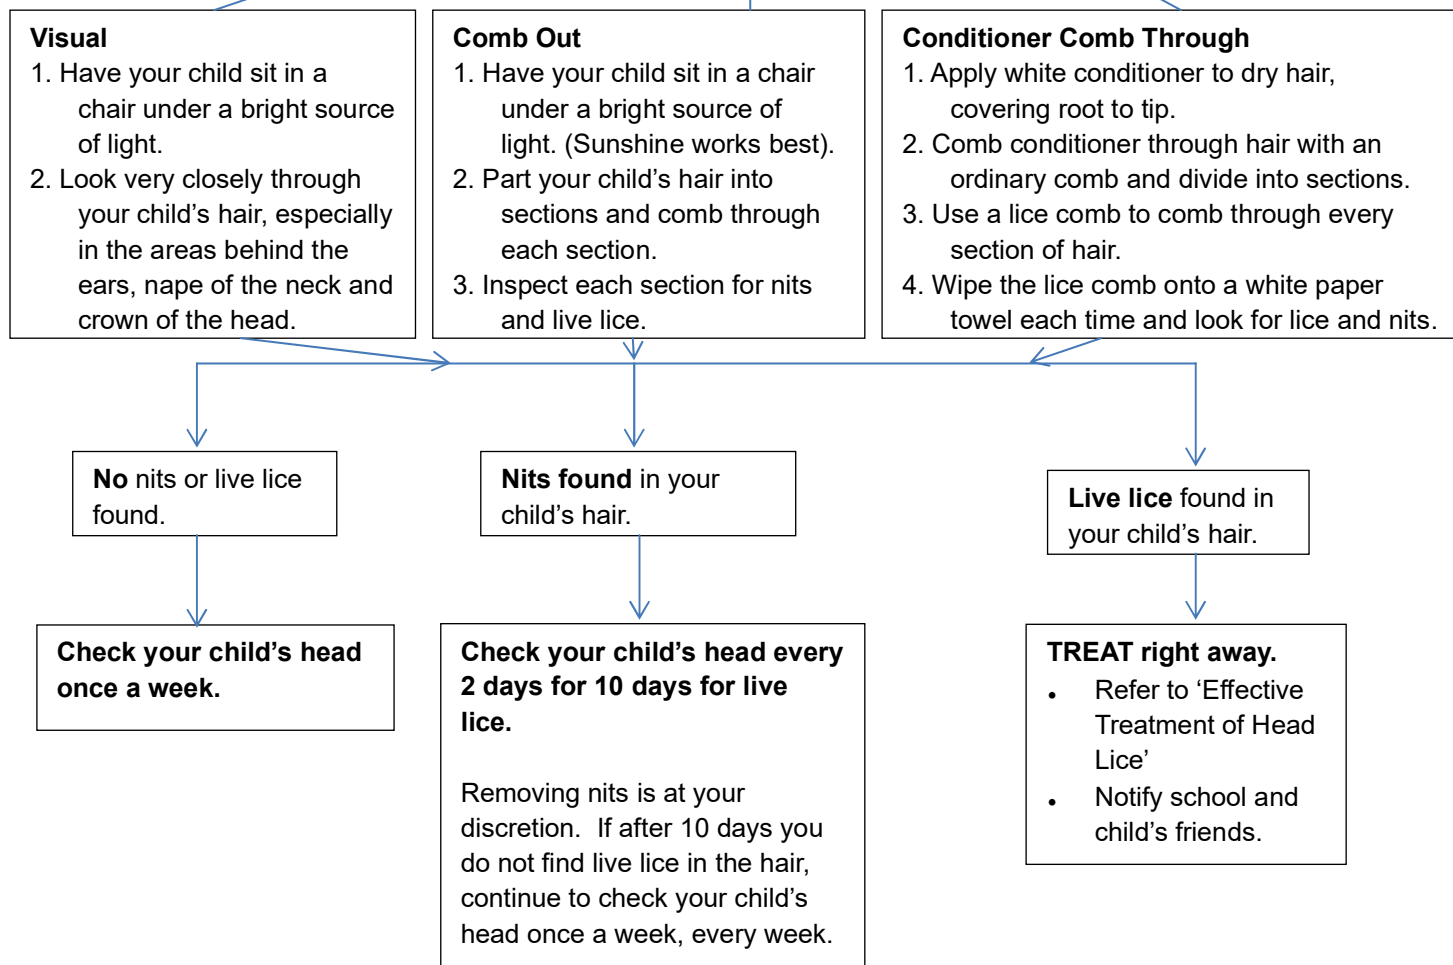 Visual
1. Have your child sit in a
chair under a bright source
of light.
2. Look very closely through
your child’s hair, especially
in the areas behind the
ears, nape of the neck and
crown of the head.
Comb Out
1. Have your child sit in a chair
under a bright source of
light. (Sunshine works best).
2. Part your child’s hair into
sections and comb through
each section.
3. Inspect each section for nits
and live lice.
Conditioner Comb Through
1. Apply white conditioner to dry hair,
covering root to tip.
2. Comb conditioner through hair with an
ordinary comb and divide into sections.
3. Use a lice comb to comb through every
section of hair.
4. Wipe the lice comb onto a white paper
towel each time and look for lice and nits.
No nits or live lice
found.
Nits found in your
child’s hair.
Live lice found in
your child’s hair.
Check your child’s head
once a week.
Check your child’s head every
2 days for 10 days for live
lice.
Removing nits is at your
discretion.  If after 10 days you
do not find live lice in the hair,
continue to check your child’s
head once a week, every week.
TREAT right away.
• Refer to ‘Effective
Treatment of Head
Lice’
• Notify school and
child’s friends.